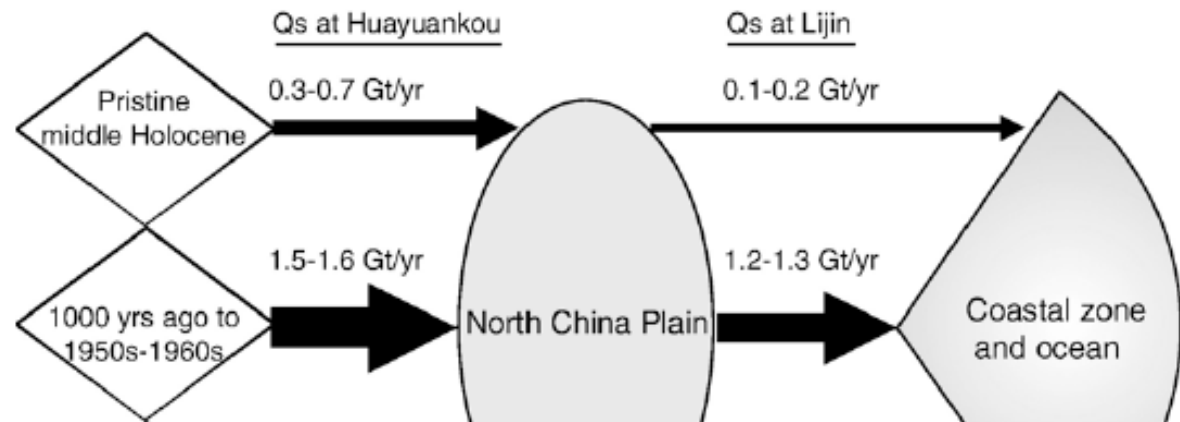 Qs at Huayuankou
Qs at Lijin
0.3-0.7 Gt/yr
0.1-0.2 Gt/yr
Pristine
middle Holocene
1.5-1.6 Gt/yr
1.2-1.3 Gt/yr
1000 yrs ago to
1950s-1960s
North China Plain
Coastal zone
and ocean